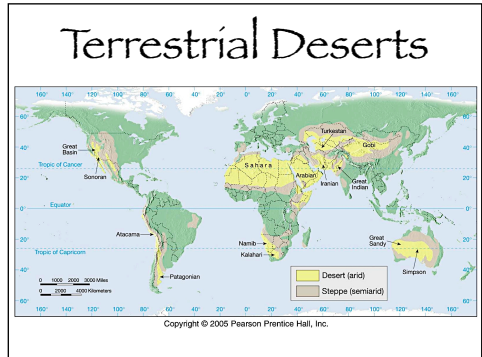 Terrestrial Deserts
160° 120° 100° 80° 60° 40° 20° 0° 20° 40° 60° 80° 100° 120° 140° 160°
60°
40°
Great
Basin
Turkestan
Gobi
Tropic of Cancer
Sahara
Arabian
Sonoran
Iranian
Great
Indian
20°
Equator
0°
Atacama
Namib
Kalahari
Great
Sandy
Tropic of Capricorn
Simpson
Patagonian
0 1000 2000 3000 Miles
0 2000 4000 Kilometers
40°
60°
Desert (arid)
Steppe (semiarid)
Copyright © 2005 Pearson Prentice Hall, Inc.